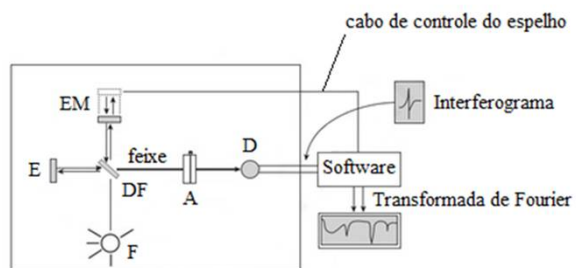 cabo de controle do espelho
EM
Interferograma
feixe
D
E
Software
DF
A
Transformada de Fourier
F